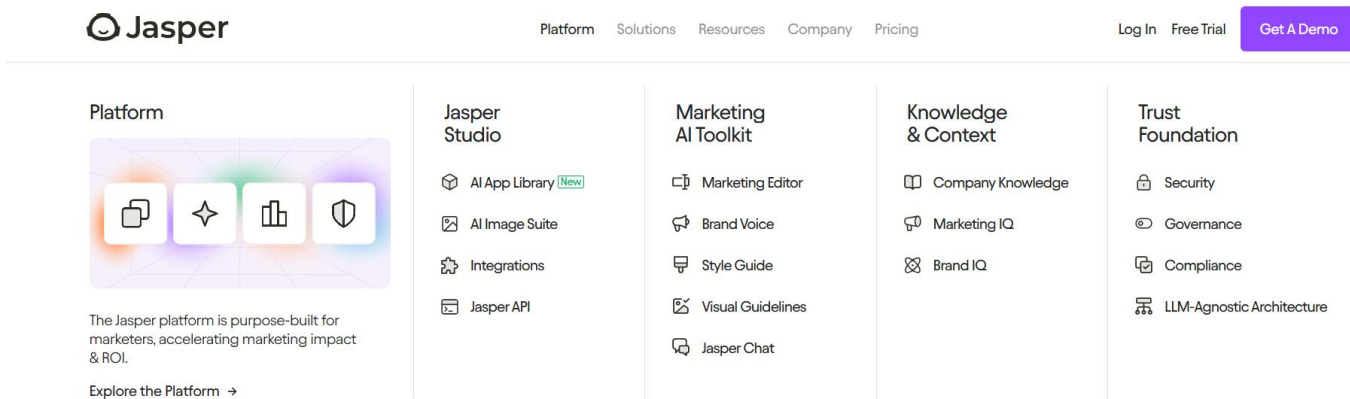 Jasper
Platform Solutions Resources Company Pricing
Log In Free Trial Get A Demo
Platform
The Jasper platform is purpose-built for
marketers, accelerating marketing impact
& ROI.
Explore the Platform →
Jasper
Studio
AI App Library New
AI Image Suite
Integrations
Jasper API
Marketing
AI Toolkit
Marketing Editor
Brand Voice
Style Guide
Visual Guidelines
Jasper Chat
Knowledge
& Context
Company Knowledge
Marketing IQ
Brand IQ
Trust
Foundation
Security
Governance
Compliance
LLM-Agnostic Architecture